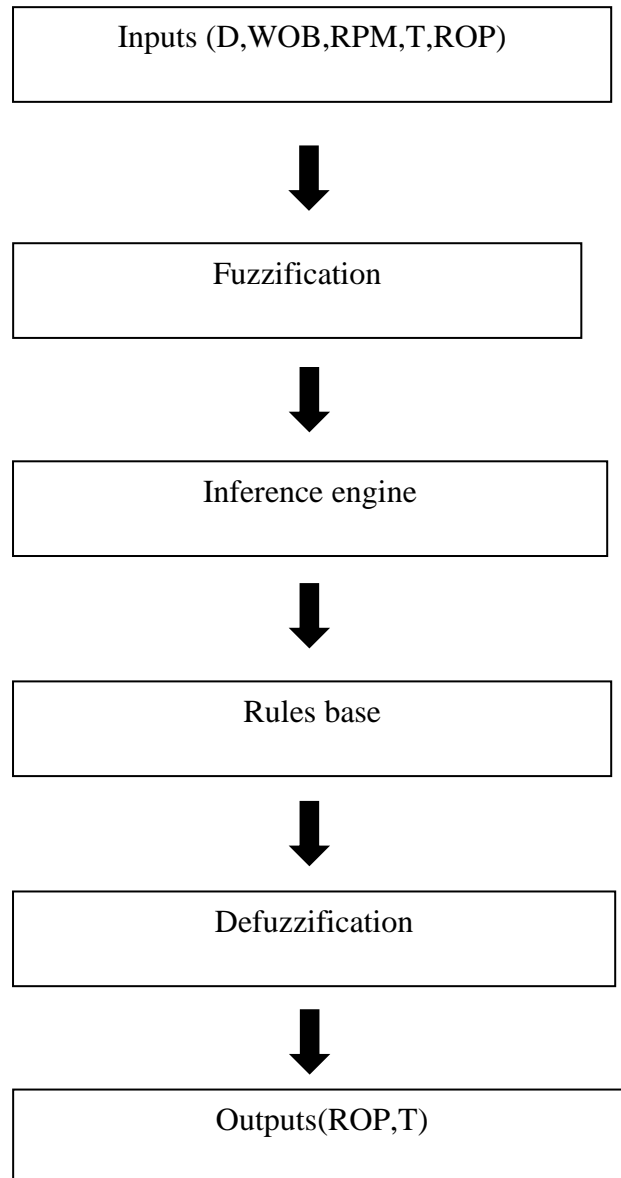 Inputs (D,WOB,RPM,T,ROP)
Fuzzification
Inference engine
Rules base
Defuzzification
Outputs(ROP,T)